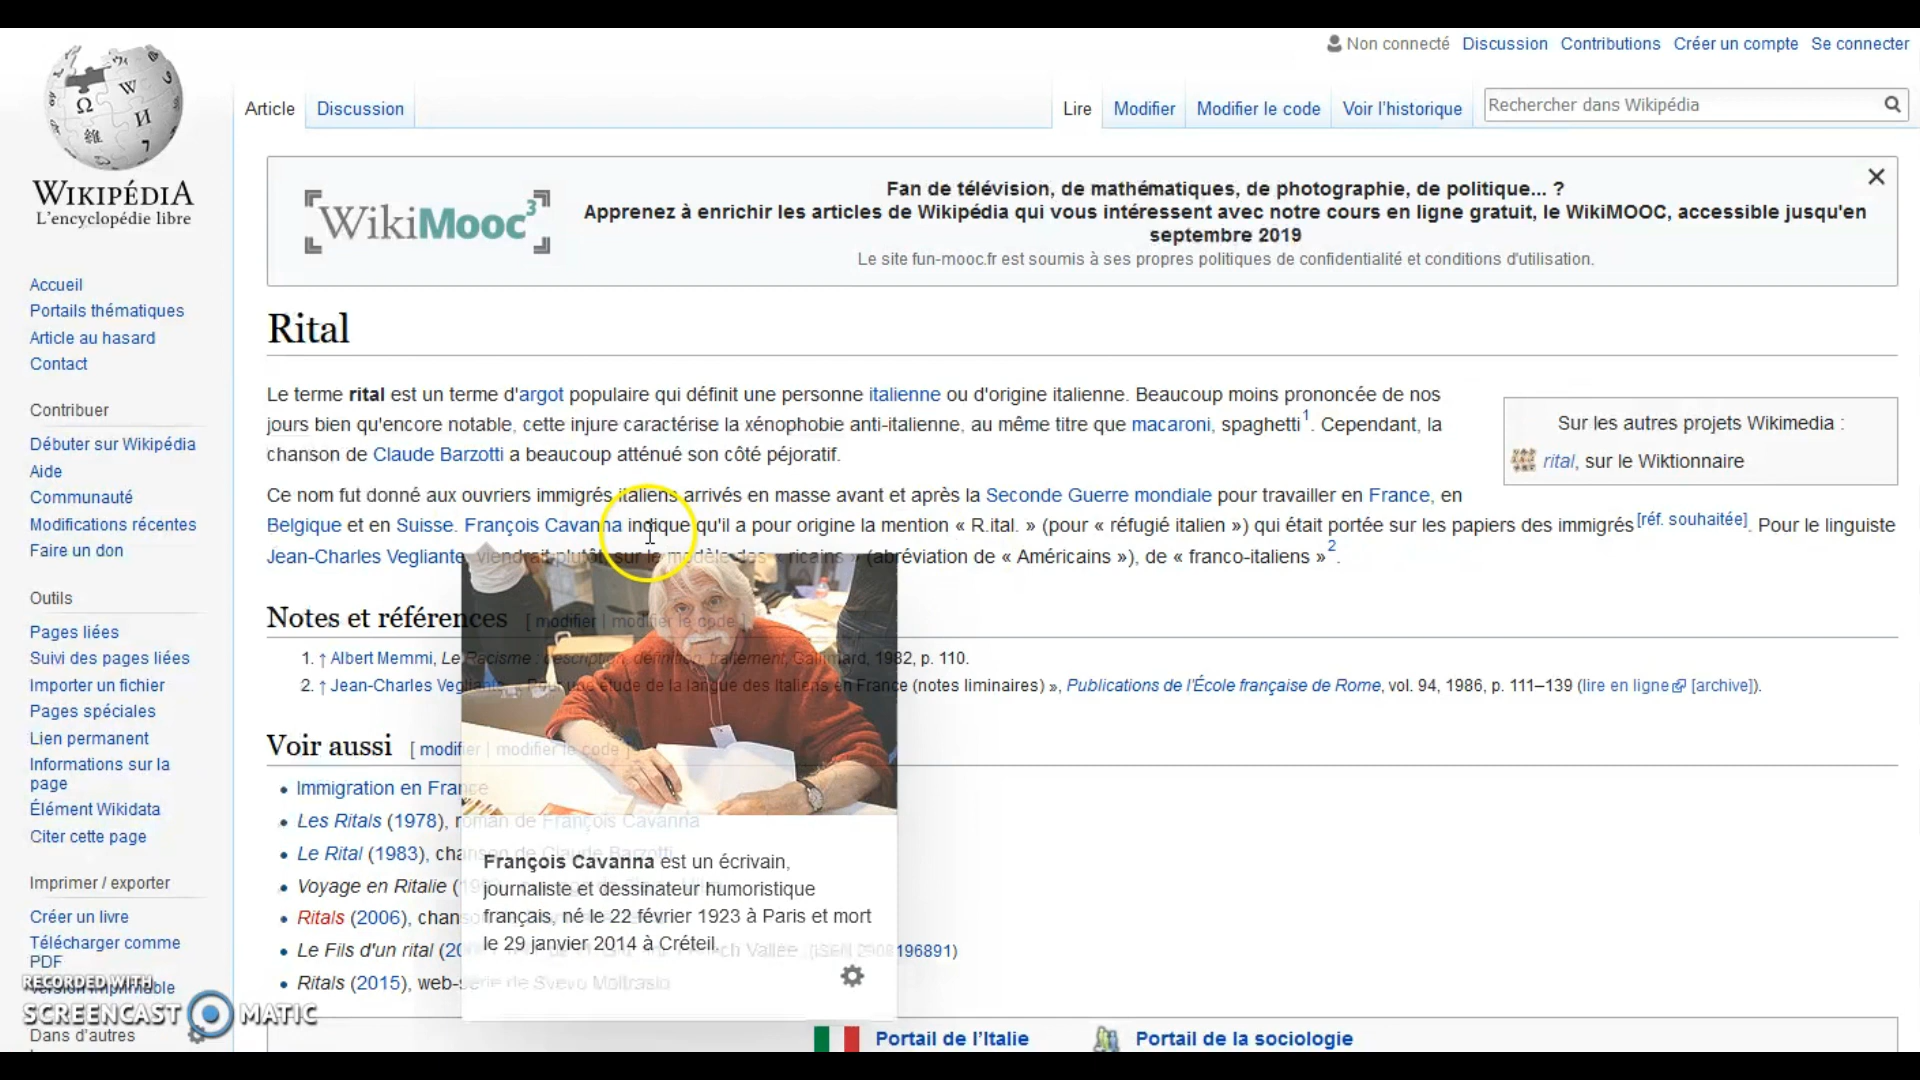 Non connecté Discussion Contributions Créer un compte Se connecter
Article Discussion Lire Modifier Modifier le code Voir l'historique Rechercher dans Wikipédia
WIKIPÉDIA
L'encyclopédie libre
Accueil
Portails thématiques
Article au hasard
Contact
Contribuer
Débuter sur Wikipédia
Aide
Communauté
Modifications récentes
Faire un don
Outils
Pages liées
Suivi des pages liées
Importer un fichier
Pages spéciales
Lien permanent
Informations sur la
page
Élément Wikidata
Citer cette page
Imprimer / exporter
Créer un livre
Télécharger comme
PDF
Version imprimable
Dans d'autres
RECORDED WITH
SCREENCAST MATIC
WikiMooc3
Fan de télévision, de mathématiques, de photographie, de politique... ?
Apprenez à enrichir les articles de Wikipédia qui vous intéressent avec notre cours en ligne gratuit, le WikiMOOC, accessible jusqu'en
septembre 2019
Le site fun-mooc.fr est soumis à ses propres politiques de confidentialité et conditions d'utilisation.
Rital
Le terme rital est un terme d'argot populaire qui définit une personne italienne ou d'origine italienne. Beaucoup moins prononcée de nos
jours bien qu'encore notable, cette injure caractérise la xénophobie anti-italienne, au même titre que macaroni, spaghetti1. Cependant, la
chanson de Claude Barzotti a beaucoup atténué son côté péjoratif.
Sur les autres projets Wikimedia :
rital, sur le Wiktionnaire
Ce nom fut donné aux ouvriers immigrés italiens arrivés en masse avant et après la Seconde Guerre mondiale pour travailler en France, en
Belgique et en Suisse. François Cavanna indique qu'il a pour origine la mention « R.ital. » (pour « réfugié italien ») qui était portée sur les papiers des immigrés[réf. souhaitée]. Pour le linguiste
Jean-Charles Vegliante, viendrait plutôt, sur le modèle des « ricains » (abréviation de « Américains »), de « franco-italiens »2.
Notes et références [ modifier | modifier le code ]
1. ↑ Albert Memmi, Le Racisme : description, définition, traitement, Gallimard, 1982, p. 110.
2. ↑ Jean-Charles Vegliante, « Pour une étude de la langue des Italiens en France (notes liminaires) », Publications de l'École française de Rome, vol. 94, 1986, p. 111–139 (lire en ligne [archive]).
Voir aussi [ modifier | modifier le code ]
Immigration en France
Les Ritals (1978), roman de François Cavanna
Le Rital (1983), chanson de Claude Barzotti
Voyage en Ritalie (
Ritals (2006), chans
Le Fils d'un rital (20 196891)
Ritals (2015), web-série de Svevo Moltrasio
François Cavanna est un écrivain,
journaliste et dessinateur humoristique
français, né le 22 février 1923 à Paris et mort
le 29 janvier 2014 à Créteil.
Portail de l'Italie Portail de la sociologie